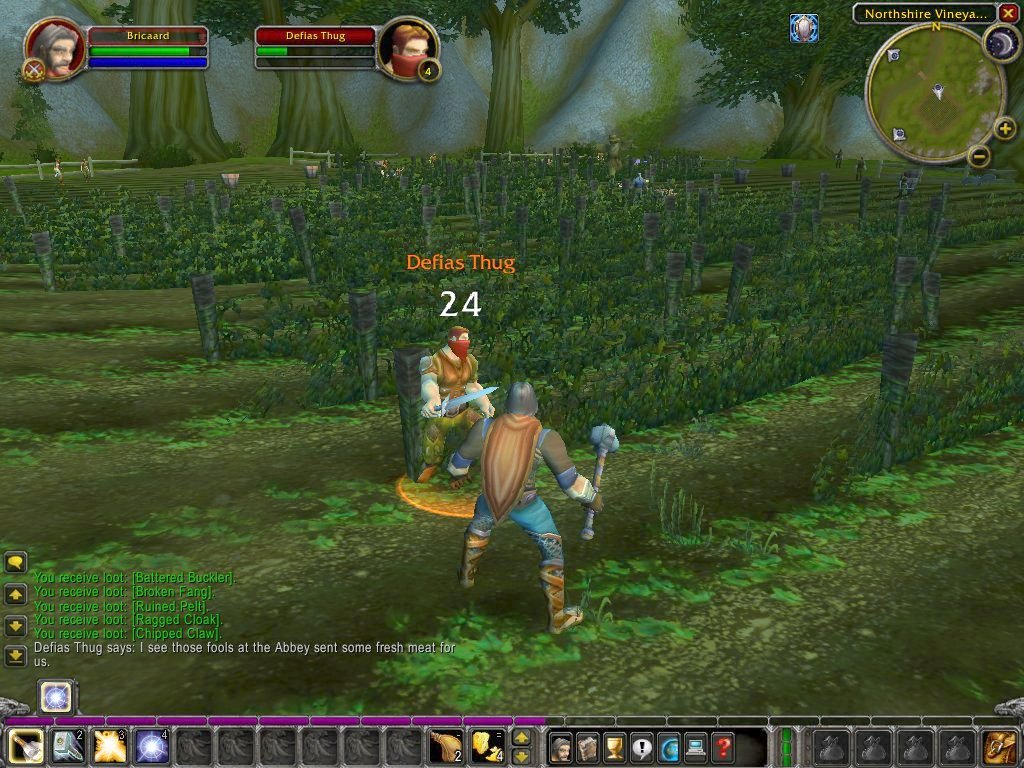 Bricaard
Defias Thug
4
Northshire Vineya...
N
Defias Thug
24
You receive loot: [Battered Buckler].
You receive loot: [Broken Fang].
You receive loot: [Ruined Pelt].
You receive loot: [Ragged Cloak].
You receive loot: [Chipped Claw].
Defias Thug says: I see those fools at the Abbey sent some fresh meat for
us.
2 3 4 2 = 4 ! ?